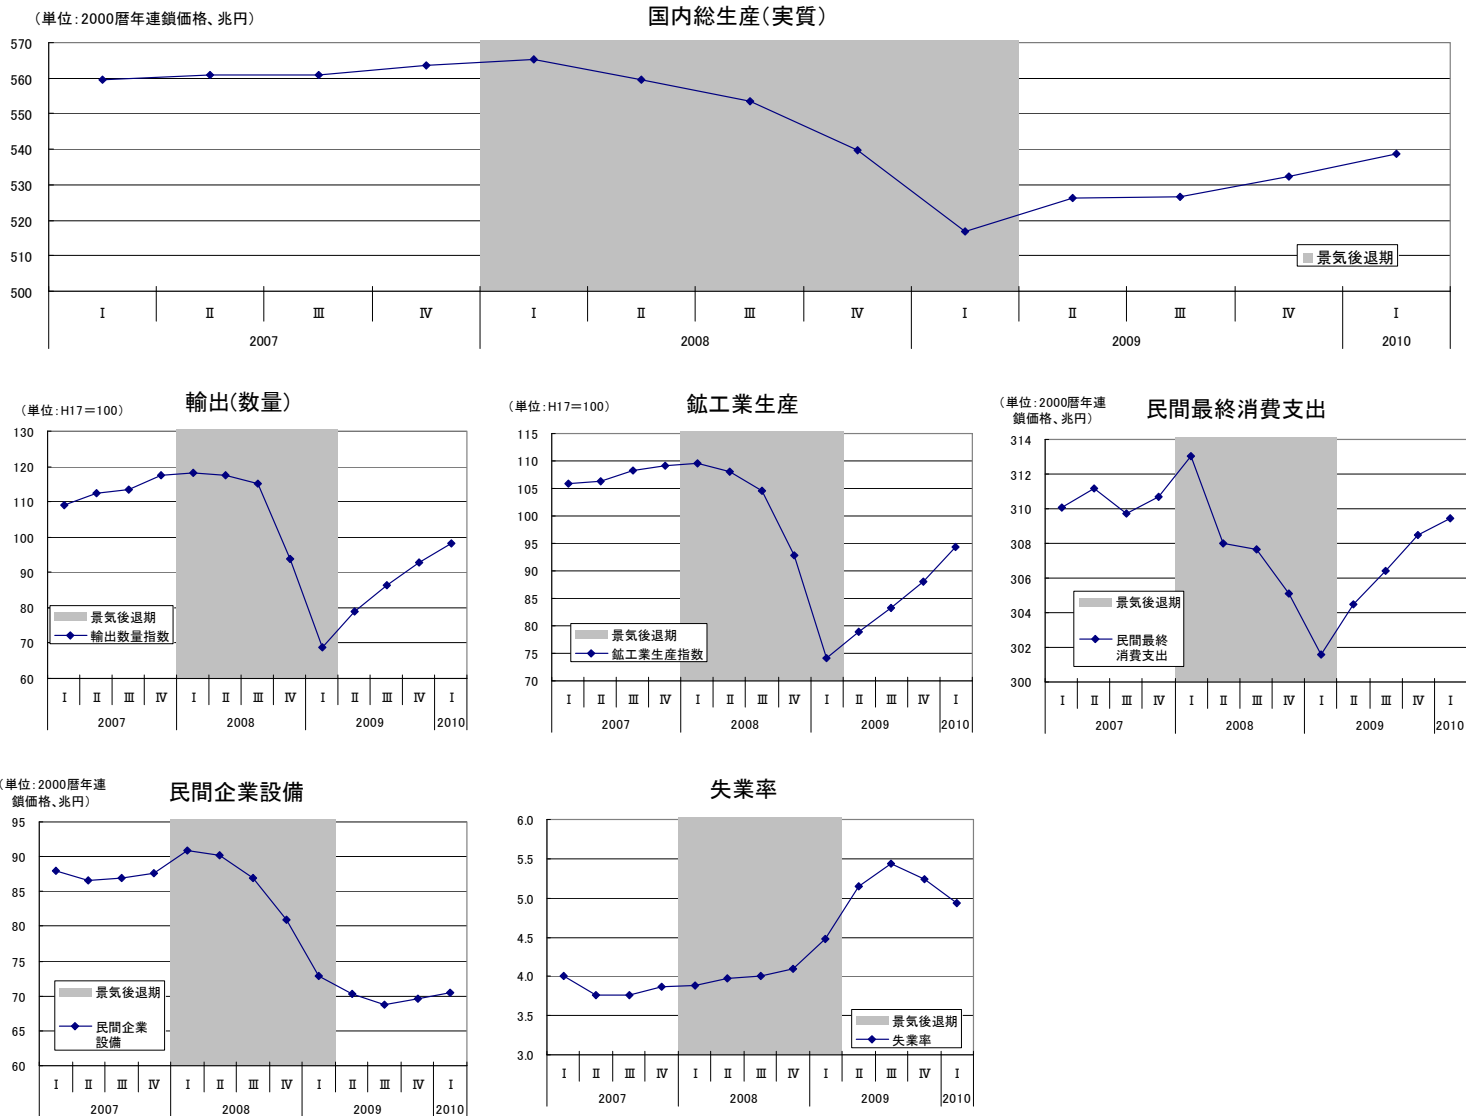 （単位：2000暦年連鎖価格、兆円）
国内総生産（実質）
570
560
550
540
530
520
510
500
景気後退期
Ⅰ Ⅱ Ⅲ Ⅳ Ⅰ Ⅱ Ⅲ Ⅳ Ⅰ Ⅱ Ⅲ Ⅳ Ⅰ
2007 2008 2009 2010
（単位：H17＝100）
輸出（数量）
130
120
110
100
90
80
70
60
景気後退期
輸出数量指数
Ⅰ Ⅱ Ⅲ Ⅳ Ⅰ Ⅱ Ⅲ Ⅳ Ⅰ Ⅱ Ⅲ Ⅳ Ⅰ
2007 2008 2009 2010
（単位：H17＝100）
鉱工業生産
115
110
105
100
95
90
85
80
75
70
景気後退期
鉱工業生産指数
Ⅰ Ⅱ Ⅲ Ⅳ Ⅰ Ⅱ Ⅲ Ⅳ Ⅰ Ⅱ Ⅲ Ⅳ Ⅰ
2007 2008 2009 2010
（単位：2000暦年連
鎖価格、兆円）
民間最終消費支出
314
312
310
308
306
304
302
300
景気後退期
民間最終
消費支出
Ⅰ Ⅱ Ⅲ Ⅳ Ⅰ Ⅱ Ⅲ Ⅳ Ⅰ Ⅱ Ⅲ Ⅳ Ⅰ
2007 2008 2009 2010
（単位：2000暦年連
鎖価格、兆円）
民間企業設備
95
90
85
80
75
70
65
60
景気後退期
民間企業
設備
Ⅰ Ⅱ Ⅲ Ⅳ Ⅰ Ⅱ Ⅲ Ⅳ Ⅰ Ⅱ Ⅲ Ⅳ Ⅰ
2007 2008 2009 2010
失業率
6.0
5.5
5.0
4.5
4.0
3.5
3.0
景気後退期
失業率
Ⅰ Ⅱ Ⅲ Ⅳ Ⅰ Ⅱ Ⅲ Ⅳ Ⅰ Ⅱ Ⅲ Ⅳ Ⅰ
2007 2008 2009 2010